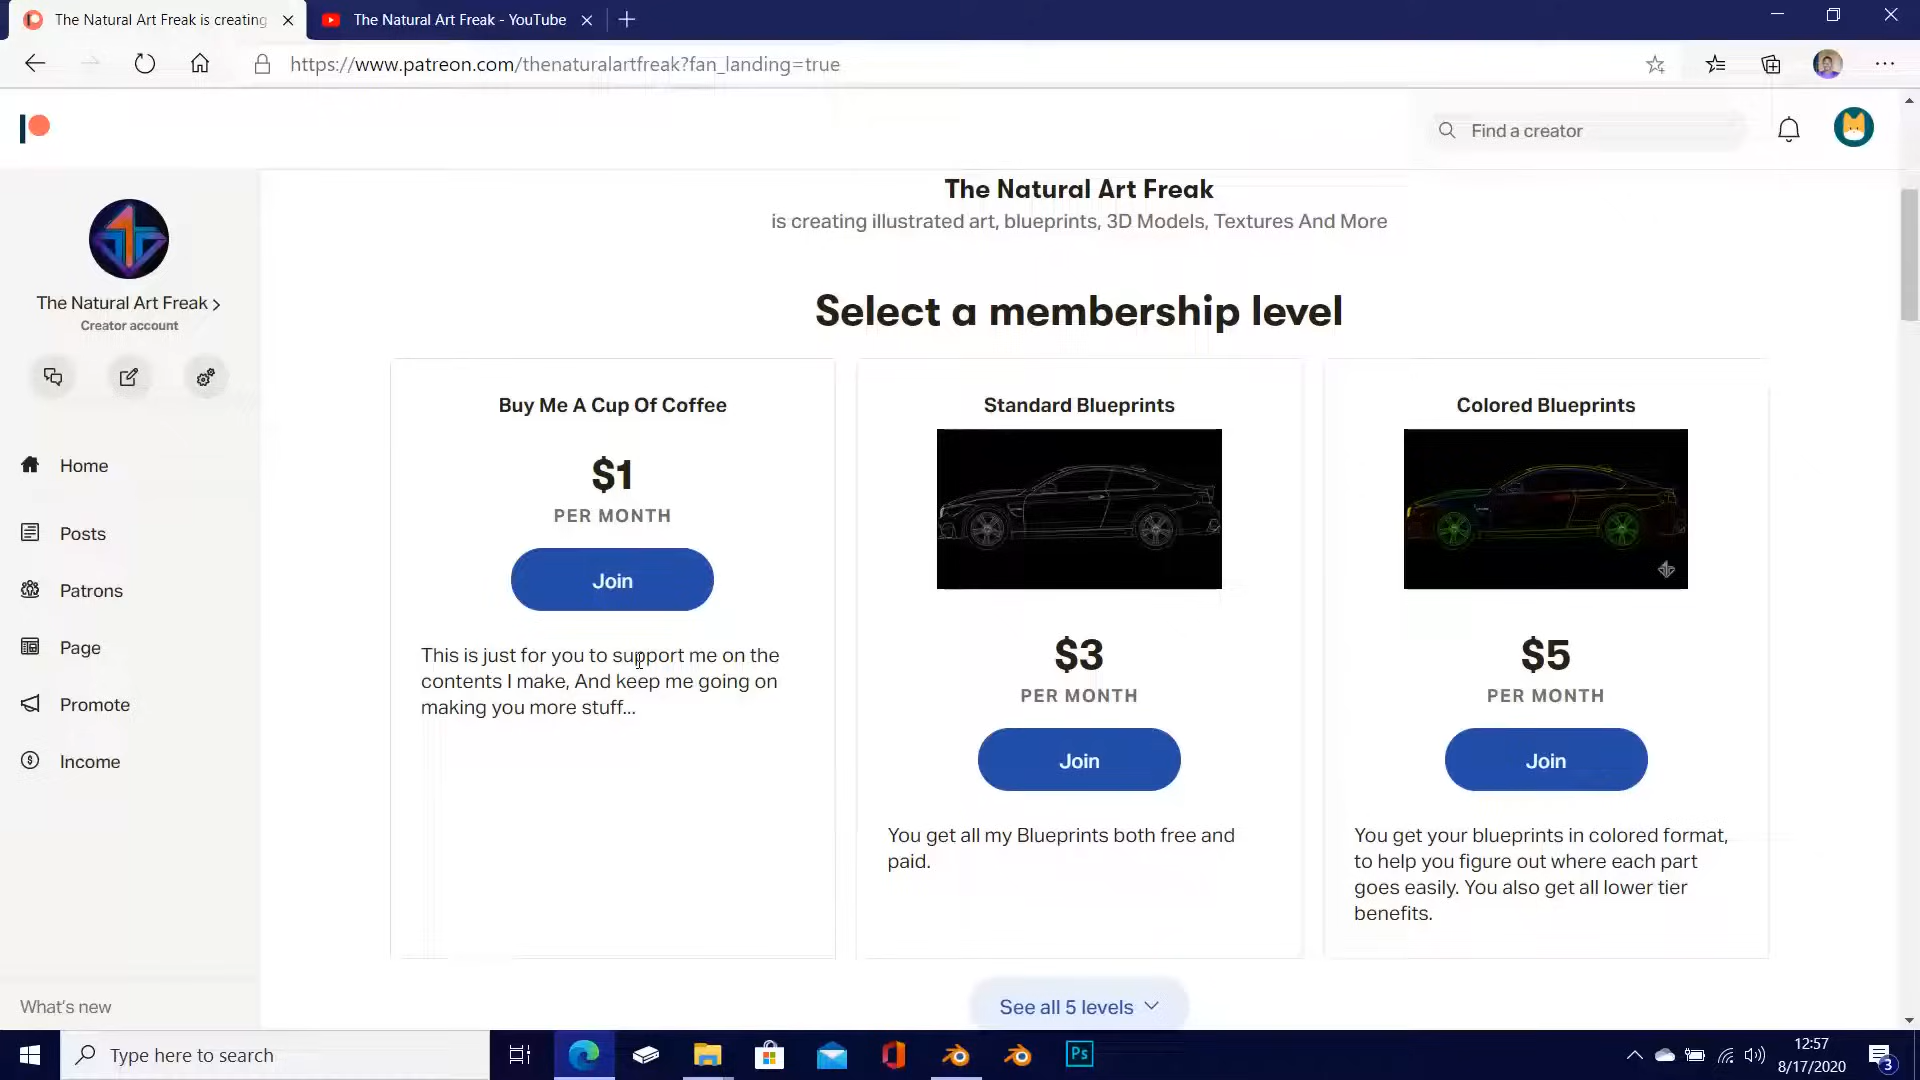 The Natural Art Freak is creating
The Natural Art Freak - YouTube
https://www.patreon.com/thenaturalartfreak?fan_landing=true
Find a creator
The Natural Art Freak
is creating illustrated art, blueprints, 3D Models, Textures And More
The Natural Art Freak
Creator account
Home
Posts
Patrons
Page
Promote
Income
What's new
Select a membership level
Buy Me A Cup Of Coffee
$1
PER MONTH
Join
This is just for you to support me on the
contents I make, And keep me going on
making you more stuff...
Standard Blueprints
$3
PER MONTH
Join
You get all my Blueprints both free and
paid.
Colored Blueprints
$5
PER MONTH
Join
You get your blueprints in colored format,
to help you figure out where each part
goes easily. You also get all lower tier
benefits.
See all 5 levels
Type here to search
Ps
12:57
8/17/2020
3